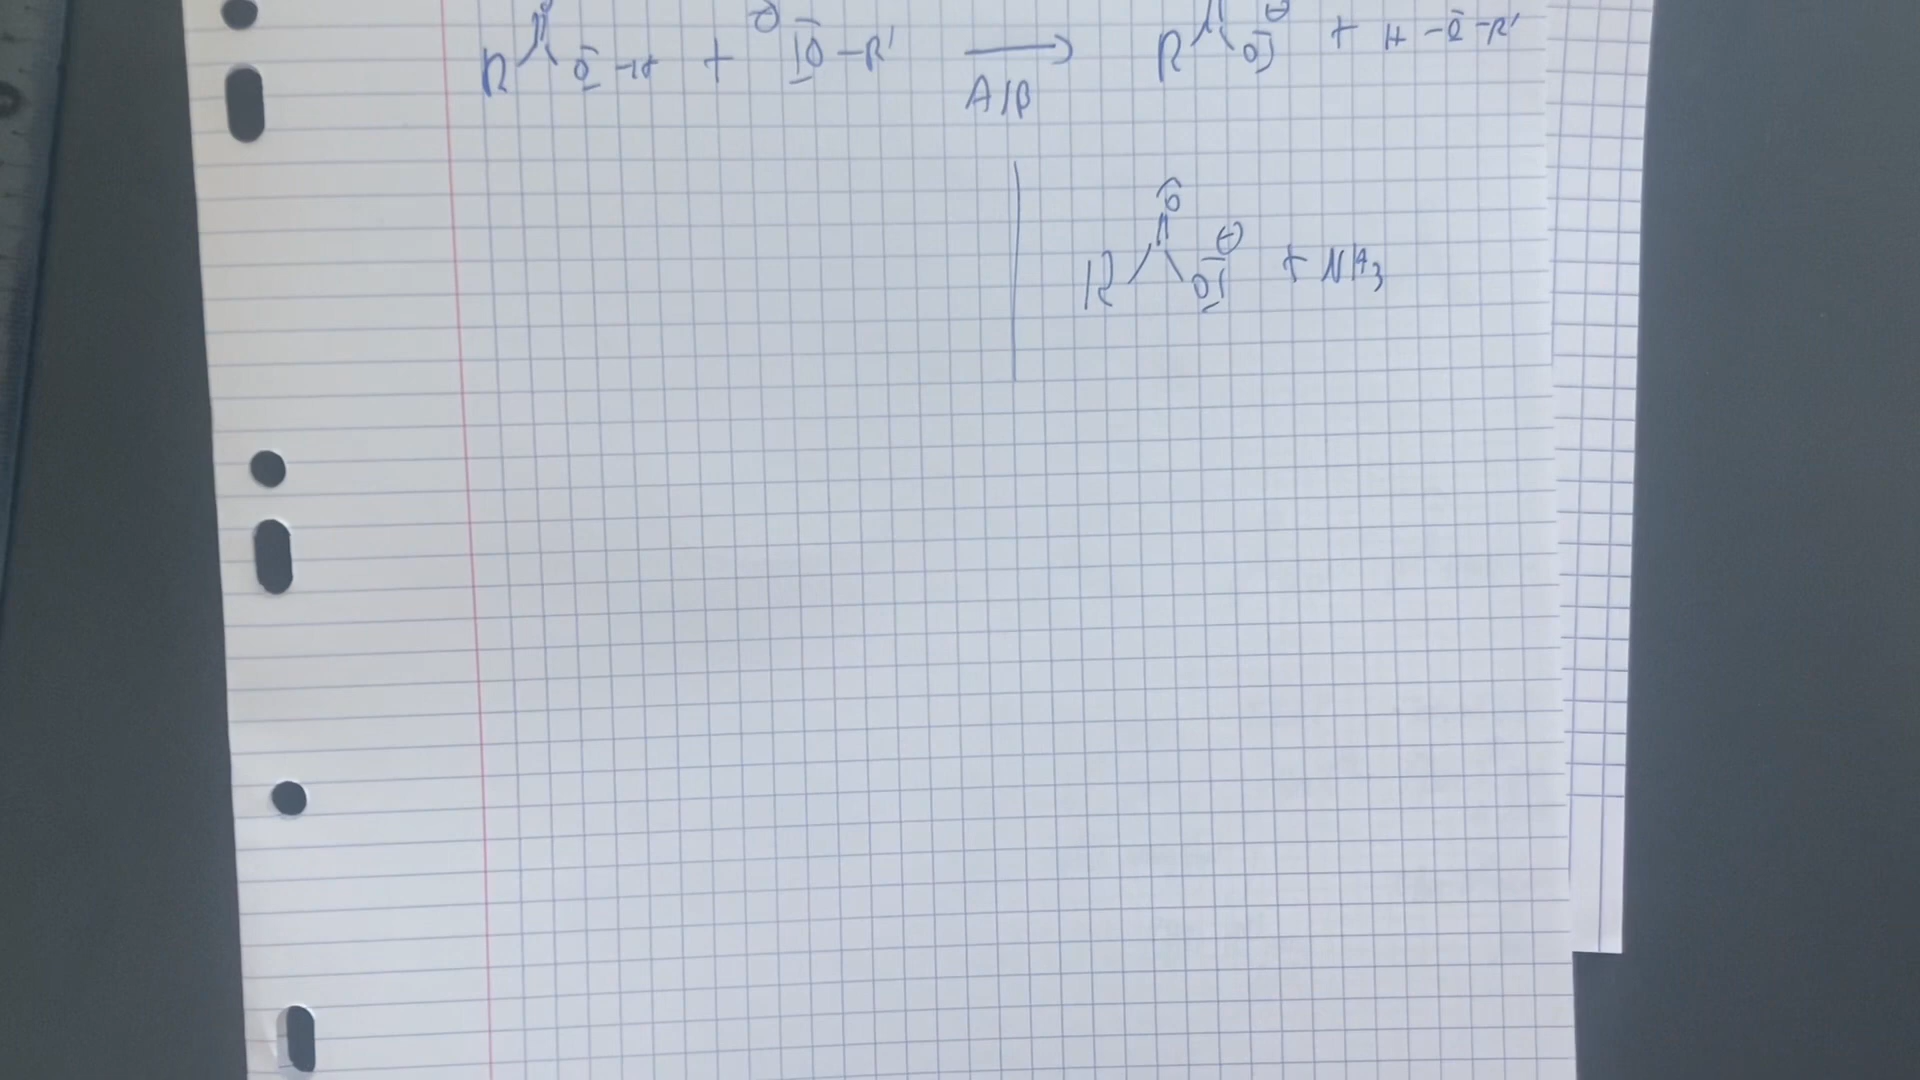 R O O-H + ⊖ |O-R' → R O| ⊖ + H-O-R'
A/B
O
R O| ⊖ + NH3